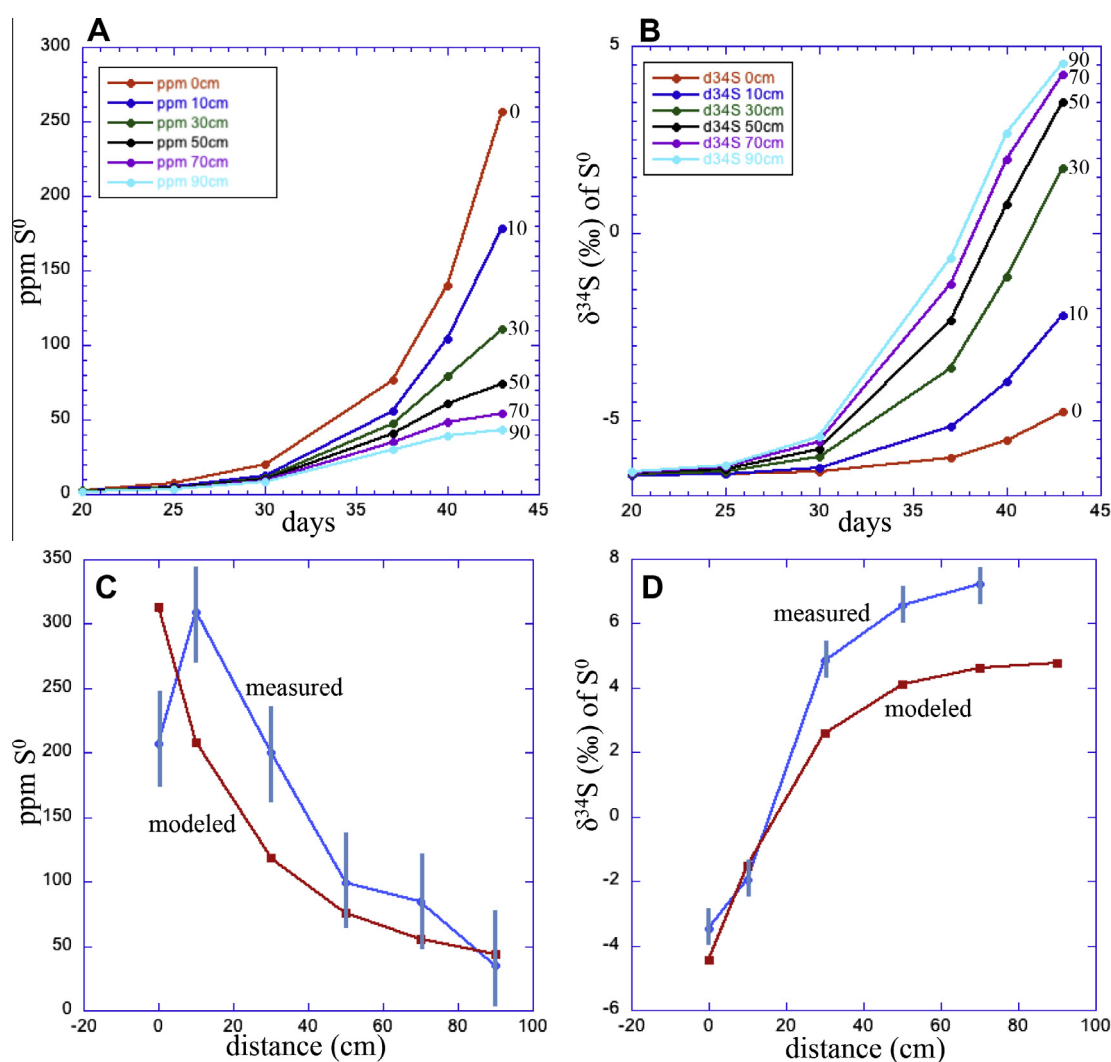 A
300
250
200
150
100
50
0
ppm S⁰
ppm 0cm
ppm 10cm
ppm 30cm
ppm 50cm
ppm 70cm
ppm 90cm
0
10
30
50
70
90
20 25 30 35 40 45
days
B
5
0
-5
δ³⁴S (‰) of S⁰
d34S 0cm
d34S 10cm
d34S 30cm
d34S 50cm
d34S 70cm
d34S 90cm
90
70
50
30
10
0
20 25 30 35 40 45
days
C
350
300
250
200
150
100
50
0
ppm S⁰
measured
modeled
-20 0 20 40 60 80 100
distance (cm)
D
8
6
4
2
0
-2
-4
-6
δ³⁴S (‰) of S⁰
measured
modeled
-20 0 20 40 60 80 100
distance (cm)